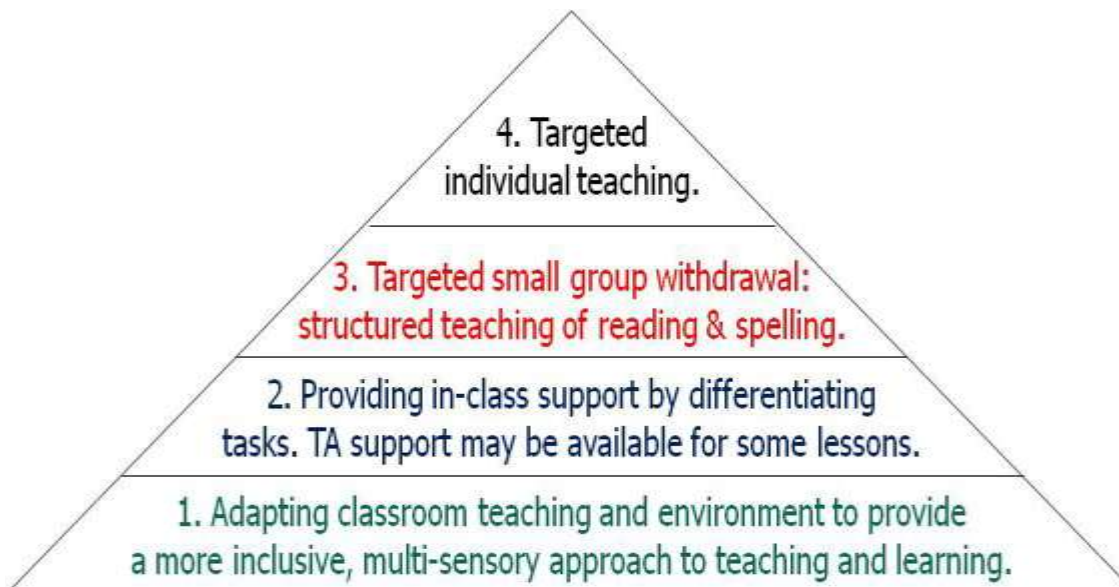 4. Targeted
individual teaching.
3. Targeted small group withdrawal:
structured teaching of reading & spelling.
2. Providing in-class support by differentiating
tasks. TA support may be available for some lessons.
1. Adapting classroom teaching and environment to provide
a more inclusive, multi-sensory approach to teaching and learning.